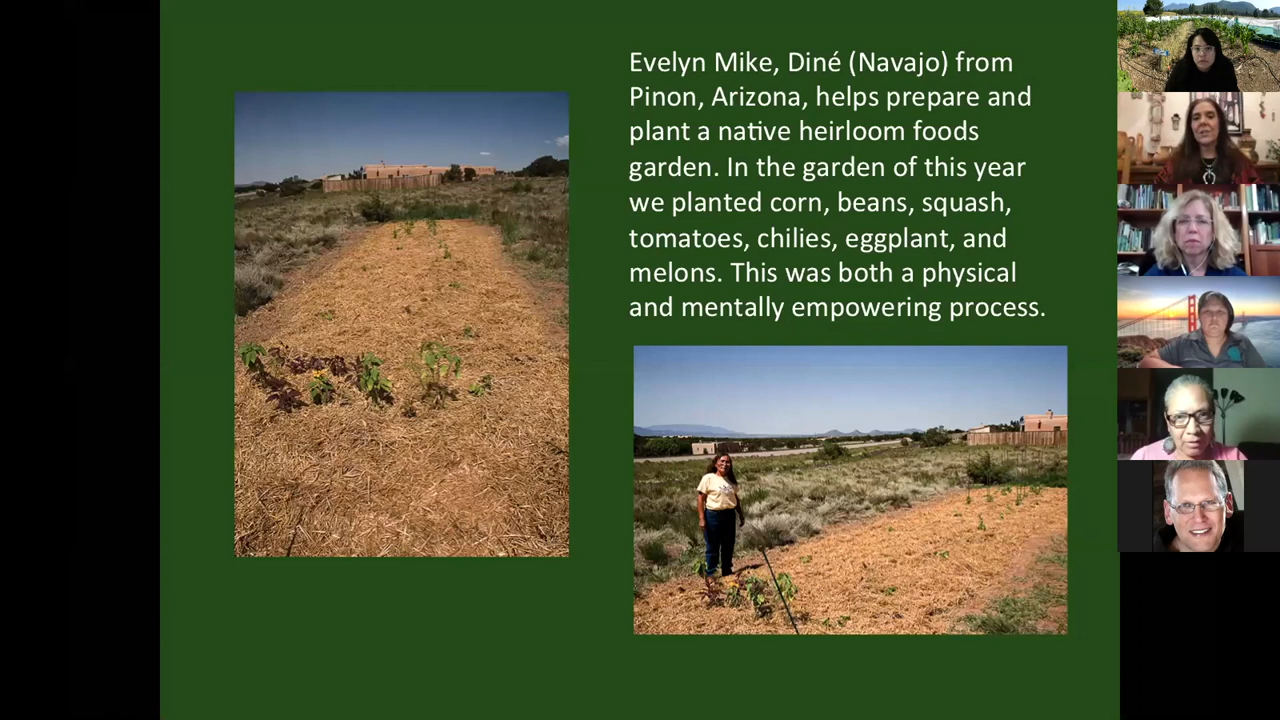 Evelyn Mike, Diné (Navajo) from
Pinon, Arizona, helps prepare and
plant a native heirloom foods
garden. In the garden of this year
we planted corn, beans, squash,
tomatoes, chilies, eggplant, and
melons. This was both a physical
and mentally empowering process.